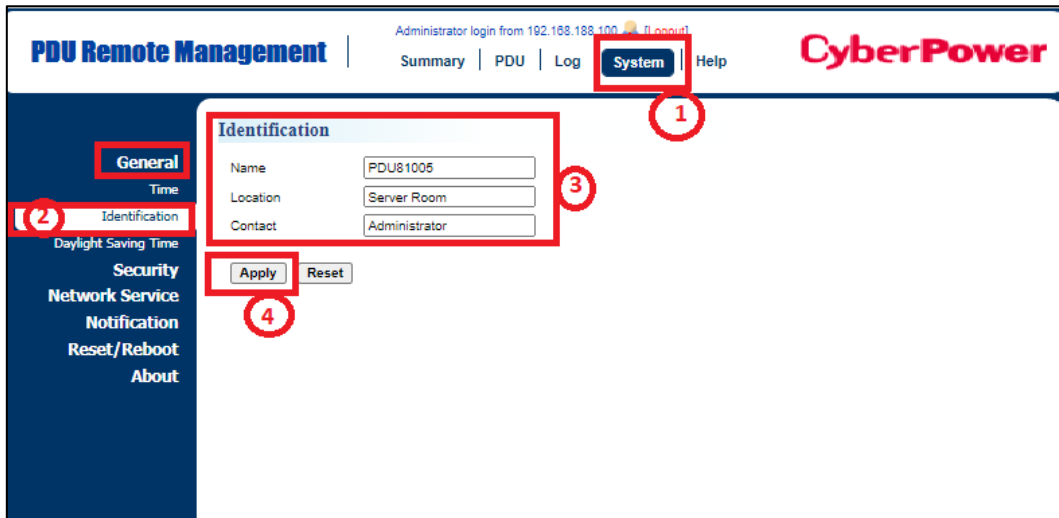 Administrator login from 192.168.188.100 [Logout]
PDU Remote Management
Summary | PDU | Log System | Help
CyberPower
1
Identification
General
Name PDU81005
3
Time
Location Server Room
2 Identification
Contact Administrator
Daylight Saving Time
Security
Apply Reset
Network Service
4
Notification
Reset/Reboot
About